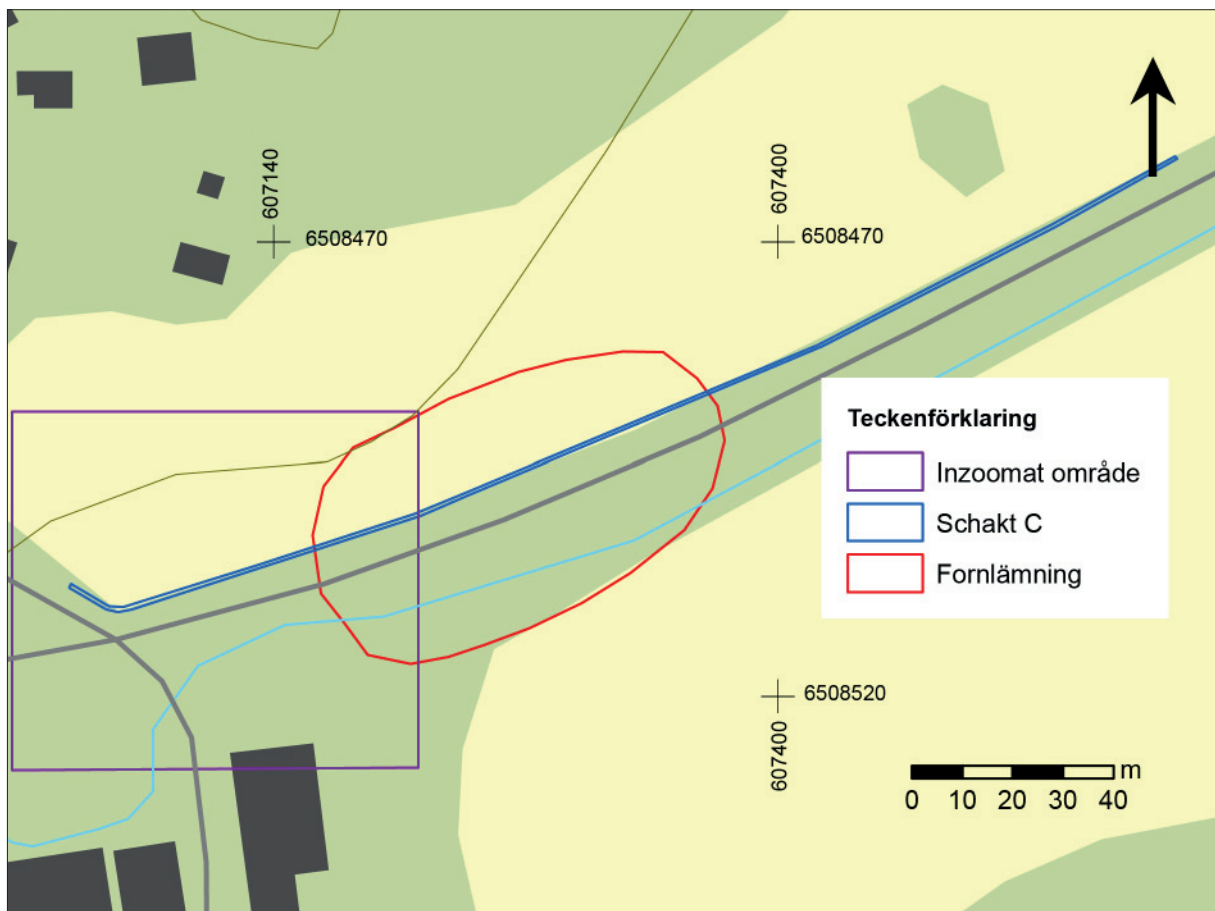 607140
6508470
607400
6508470
Teckenförklaring
Inzoomat område
Schakt C
Fornlämning
6508520
607400
m
0 10 20 30 40